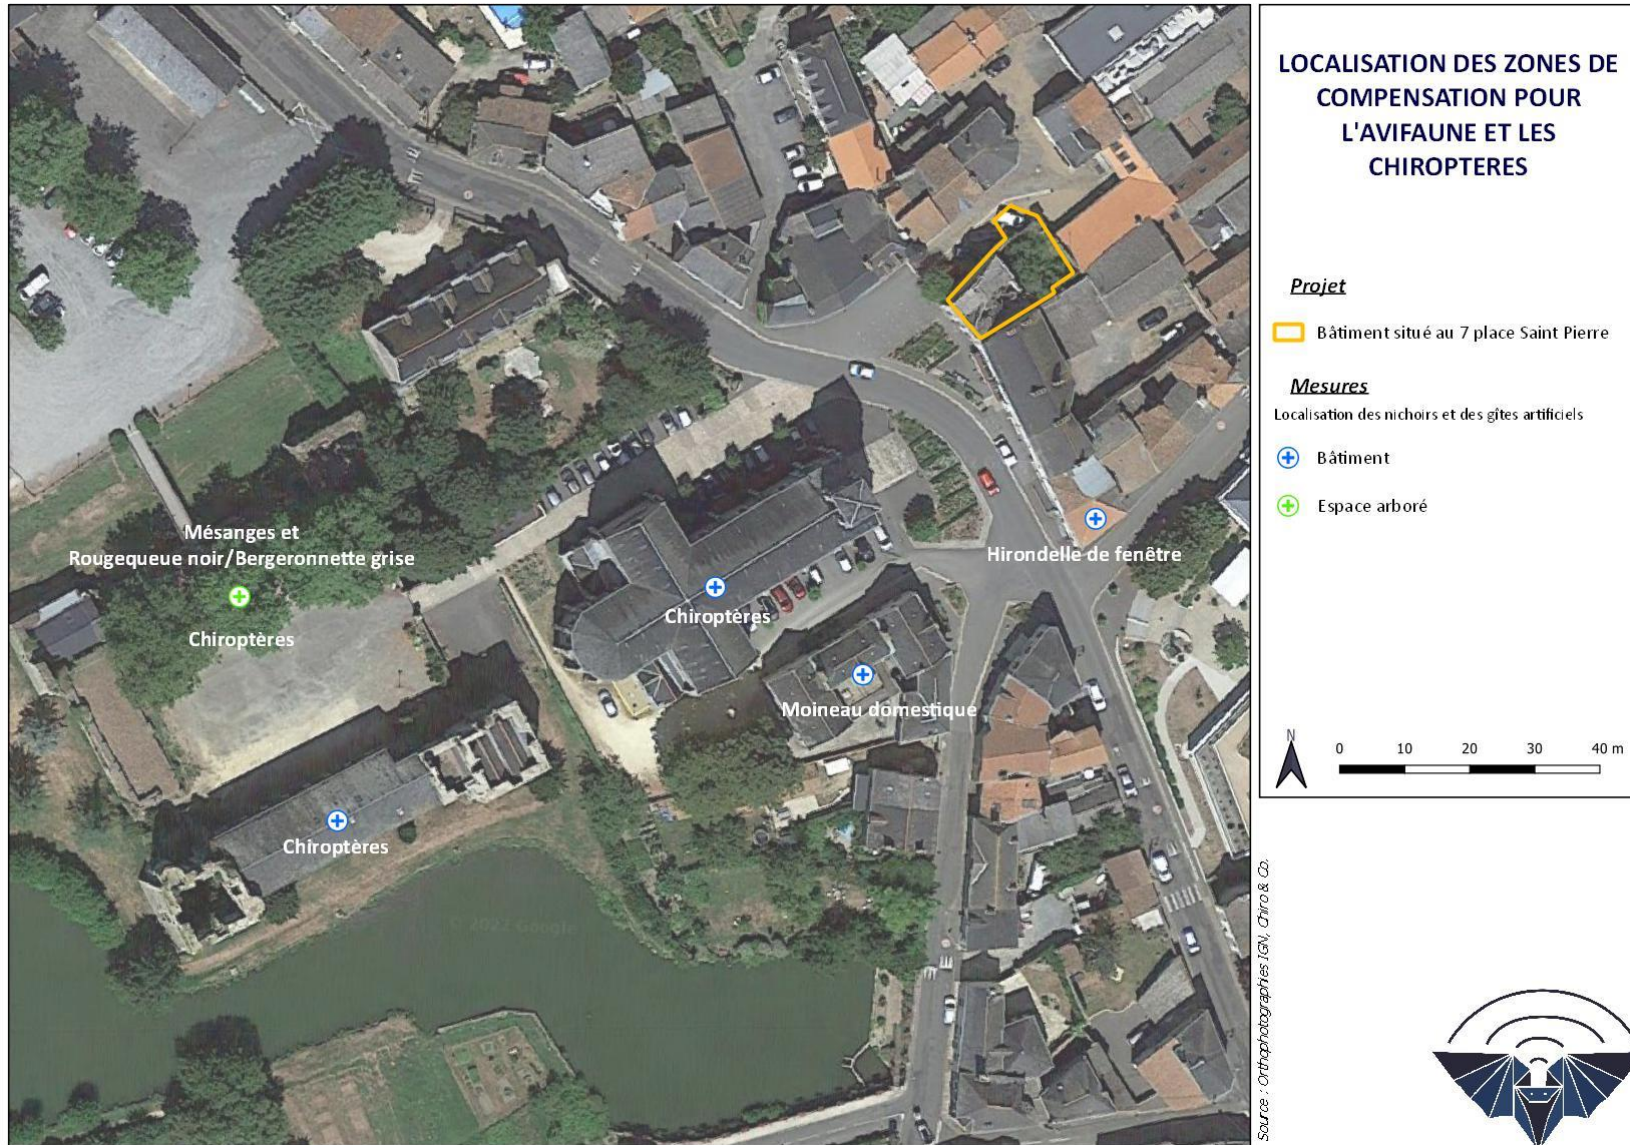 LOCALISATION DES ZONES DE
COMPENSATION POUR
L'AVIFAUNE ET LES
CHIROPTERES
Projet
Bâtiment situé au 7 place Saint Pierre
Mesures
Localisation des nichoirs et des gîtes artificiels
Bâtiment
Espace arboré
N
0 10 20 30 40 m
Source : Orthophotographies IGN, Chiro & Co.
Mésanges et
Rougequeue noir/Bergeronnette grise
Chiroptères
Chiroptères
Hirondelle de fenêtre
Moineau domestique
Chiroptères
© 2022 Google